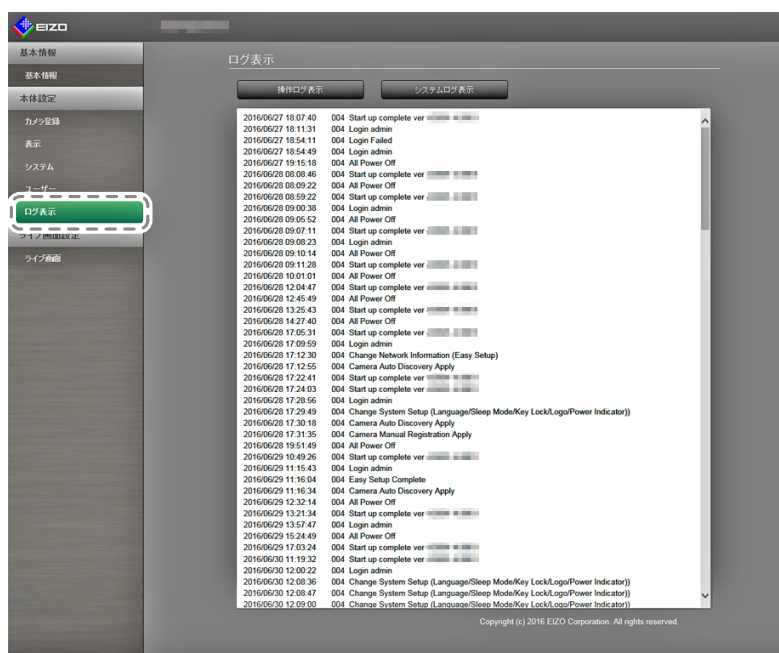 EIZO
基本情報
基本情報
本体設定
カメラ登録
表示
システム
ユーザー
ログ表示
ライブ画面設定
ライブ画面
ログ表示
操作ログ表示
システムログ表示
2016/06/27 18:07:40 004 Start up complete ver
2016/06/27 18:11:31 004 Login admin
2016/06/27 18:54:11 004 Login Failed
2016/06/27 18:54:49 004 Login admin
2016/06/27 19:15:18 004 All Power Off
2016/06/28 08:08:46 004 Start up complete ver
2016/06/28 08:09:22 004 All Power Off
2016/06/28 08:59:22 004 Start up complete ver
2016/06/28 09:00:38 004 Login admin
2016/06/28 09:05:52 004 All Power Off
2016/06/28 09:07:11 004 Start up complete ver
2016/06/28 09:08:23 004 Login admin
2016/06/28 09:10:14 004 All Power Off
2016/06/28 09:11:28 004 Start up complete ver
2016/06/28 10:01:01 004 All Power Off
2016/06/28 12:04:47 004 Start up complete ver
2016/06/28 12:45:49 004 All Power Off
2016/06/28 13:25:43 004 Start up complete ver
2016/06/28 14:27:40 004 All Power Off
2016/06/28 17:05:31 004 Start up complete ver
2016/06/28 17:09:59 004 Login admin
2016/06/28 17:12:30 004 Change Network Information (Easy Setup)
2016/06/28 17:12:55 004 Camera Auto Discovery Apply
2016/06/28 17:22:41 004 Start up complete ver
2016/06/28 17:24:03 004 Start up complete ver
2016/06/28 17:28:56 004 Login admin
2016/06/28 17:29:49 004 Change System Setup (Language/Sleep Mode/Key Lock/Logo/Power Indicator))
2016/06/28 17:30:18 004 Camera Auto Discovery Apply
2016/06/28 17:31:35 004 Camera Manual Registration Apply
2016/06/28 19:51:49 004 All Power Off
2016/06/29 10:49:26 004 Start up complete ver
2016/06/29 11:15:43 004 Login admin
2016/06/29 11:16:04 004 Easy Setup Complete
2016/06/29 11:16:34 004 Camera Auto Discovery Apply
2016/06/29 12:32:14 004 All Power Off
2016/06/29 13:21:34 004 Start up complete ver
2016/06/29 13:57:47 004 Login admin
2016/06/29 15:24:49 004 All Power Off
2016/06/29 17:03:24 004 Start up complete ver
2016/06/30 11:19:32 004 Start up complete ver
2016/06/30 12:00:22 004 Login admin
2016/06/30 12:08:36 004 Change System Setup (Language/Sleep Mode/Key Lock/Logo/Power Indicator))
2016/06/30 12:08:47 004 Change System Setup (Language/Sleep Mode/Key Lock/Logo/Power Indicator))
2016/06/30 12:09:00 004 Change System Setup (Language/Sleep Mode/Key Lock/Logo/Power Indicator))
Copyright (c) 2016 EIZO Corporation. All rights reserved.